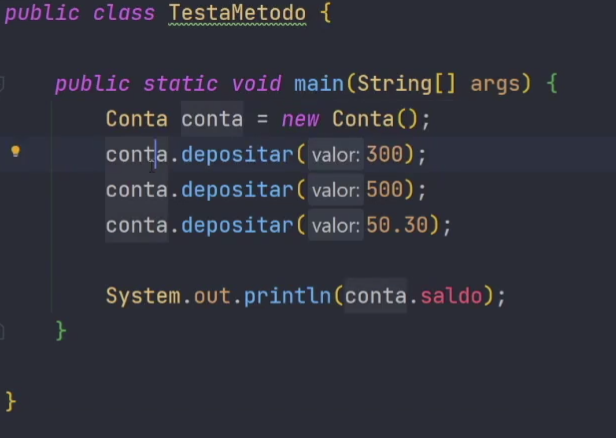 public class TestaMetodo {
public static void main(String[] args) {
Conta conta = new Conta();
conta.depositar( valor: 300);
conta.depositar( valor: 500);
conta.depositar( valor: 50.30);
System.out.println(conta.saldo);
}
}